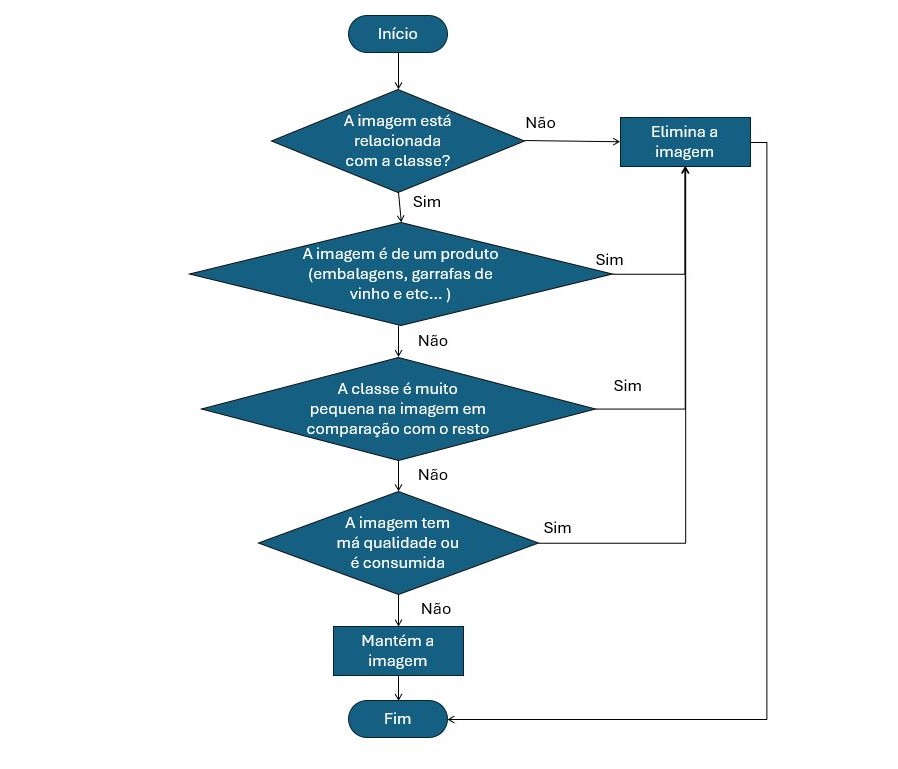 Início
A imagem está
relacionada
com a classe?
Não
Elimina a
imagem
Sim
A imagem é de um produto
(embalagens, garrafas de
vinho e etc... )
Sim
Não
A classe é muito
pequena na imagem em
comparação com o resto
Sim
Não
A imagem tem
má qualidade ou
é consumida
Sim
Não
Mantém a
imagem
Fim